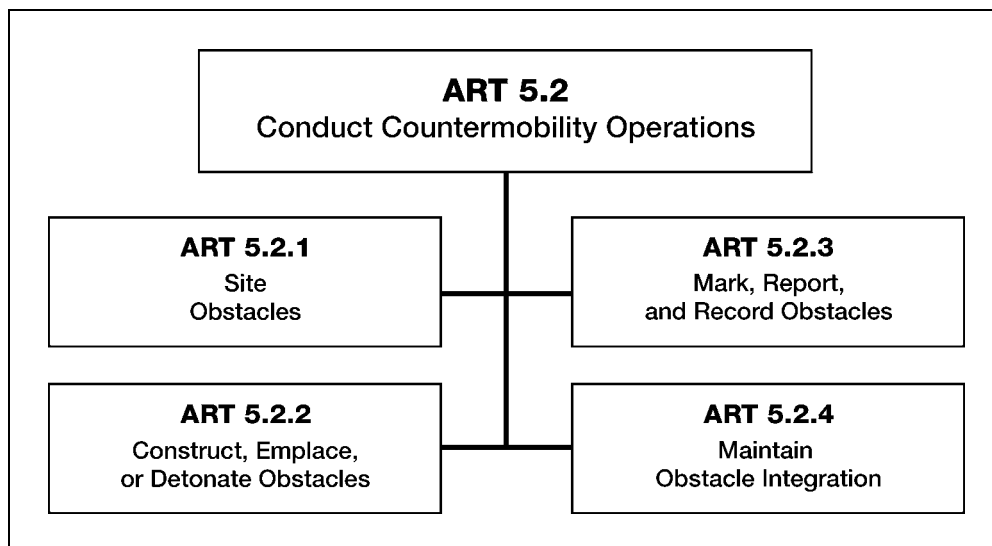 ART 5.2
Conduct Countermobility Operations
ART 5.2.1
Site
Obstacles
ART 5.2.2
Construct, Emplace,
or Detonate Obstacles
ART 5.2.3
Mark, Report,
and Record Obstacles
ART 5.2.4
Maintain
Obstacle Integration